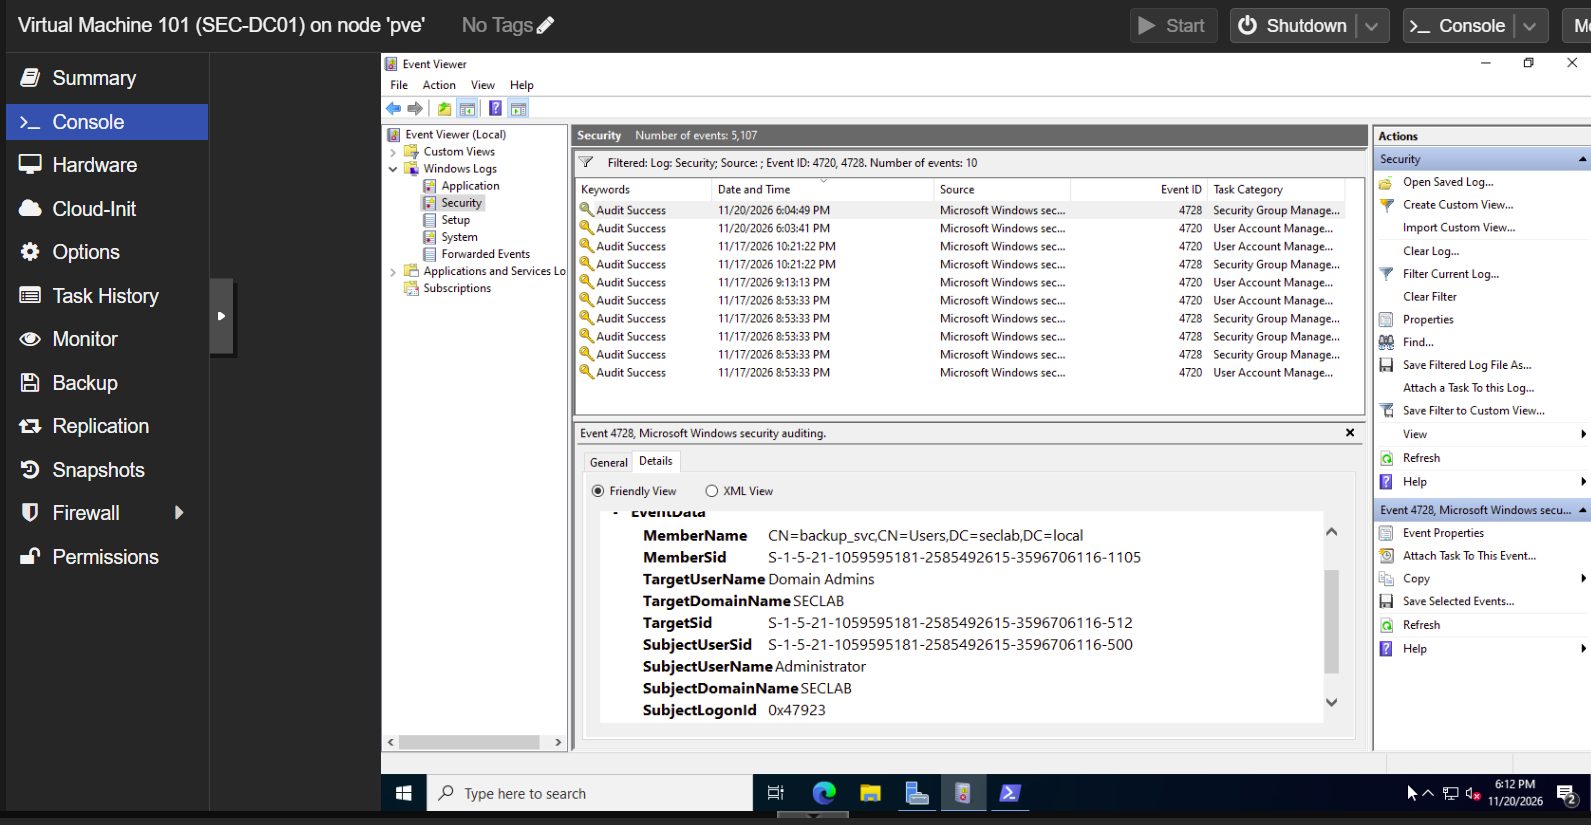 Virtual Machine 101 (SEC-DC01) on node 'pve' No Tags Start Shutdown Console
Summary
Console
Hardware
Cloud-Init
Options
Task History
Monitor
Backup
Replication
Snapshots
Firewall
Permissions
Event Viewer
File Action View Help
Event Viewer (Local)
Custom Views
Windows Logs
Application
Security
Setup
System
Forwarded Events
Applications and Services Lo
Subscriptions
Security Number of events: 5,107
Filtered: Log: Security; Source: ; Event ID: 4720, 4728. Number of events: 10
Keywords Date and Time Source Event ID Task Category
Audit Success 11/20/2026 6:04:49 PM Microsoft Windows sec... 4728 Security Group Manage...
Audit Success 11/20/2026 6:03:41 PM Microsoft Windows sec... 4720 User Account Manage...
Audit Success 11/17/2026 10:21:22 PM Microsoft Windows sec... 4720 User Account Manage...
Audit Success 11/17/2026 10:21:22 PM Microsoft Windows sec... 4728 Security Group Manage...
Audit Success 11/17/2026 9:13:13 PM Microsoft Windows sec... 4720 User Account Manage...
Audit Success 11/17/2026 8:53:33 PM Microsoft Windows sec... 4720 User Account Manage...
Audit Success 11/17/2026 8:53:33 PM Microsoft Windows sec... 4728 Security Group Manage...
Audit Success 11/17/2026 8:53:33 PM Microsoft Windows sec... 4728 Security Group Manage...
Audit Success 11/17/2026 8:53:33 PM Microsoft Windows sec... 4728 Security Group Manage...
Audit Success 11/17/2026 8:53:33 PM Microsoft Windows sec... 4720 User Account Manage...
Event 4728, Microsoft Windows security auditing.
General Details
Friendly View XML View
- EventData
MemberName CN=backup_svc,CN=Users,DC=seclab,DC=local
MemberSid S-1-5-21-1059595181-2585492615-3596706116-1105
TargetUserName Domain Admins
TargetDomainName SECLAB
TargetSid S-1-5-21-1059595181-2585492615-3596706116-512
SubjectUserSid S-1-5-21-1059595181-2585492615-3596706116-500
SubjectUserName Administrator
SubjectDomainName SECLAB
SubjectLogonId 0x47923
Actions
Security
Open Saved Log...
Create Custom View...
Import Custom View...
Clear Log...
Filter Current Log...
Clear Filter
Properties
Find...
Save Filtered Log File As...
Attach a Task To this Log...
Save Filter to Custom View...
View
Refresh
Help
Event 4728, Microsoft Windows secu...
Event Properties
Attach Task To This Event...
Copy
Save Selected Events...
Refresh
Help
Type here to search
6:12 PM
11/20/2026
2